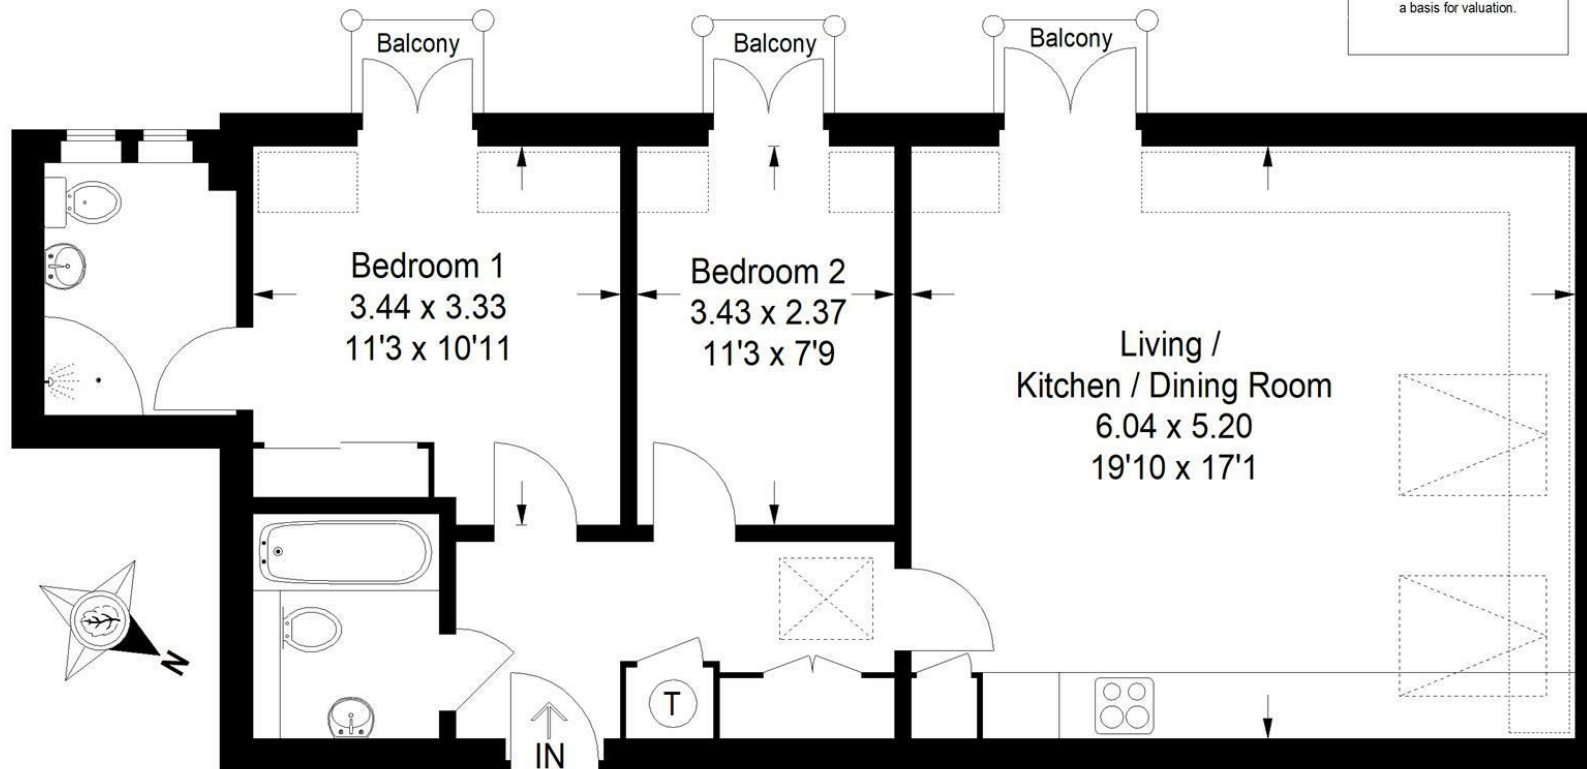 a basis for valuation.
Balcony
Balcony
Balcony
Bedroom 1
3.44 x 3.33
11'3 x 10'11
Bedroom 2
3.43 x 2.37
11'3 x 7'9
Living /
Kitchen / Dining Room
6.04 x 5.20
19'10 x 17'1
N
T
IN